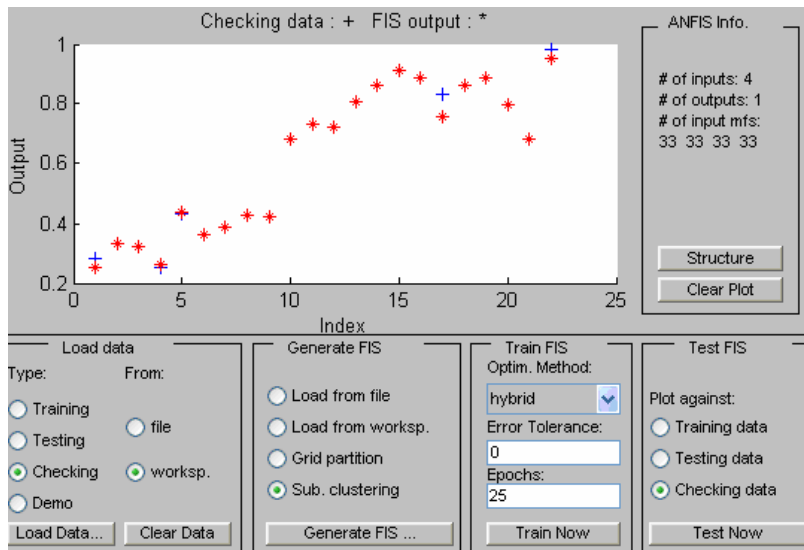 Checking data : + FIS output : *
1
0.8
0.6
0.4
0.2
Output
0 5 10 15 20 25
Index
ANFIS Info.
# of inputs: 4
# of outputs: 1
# of input mfs:
33 33 33 33
Structure
Clear Plot
Load data
Type: From:
Training
Testing
Checking
Demo
file
worksp.
Load Data... Clear Data
Generate FIS
Load from file
Load from worksp.
Grid partition
Sub. clustering
Generate FIS ...
Train FIS
Optim. Method:
hybrid
Error Tolerance:
0
Epochs:
25
Train Now
Test FIS
Plot against:
Training data
Testing data
Checking data
Test Now